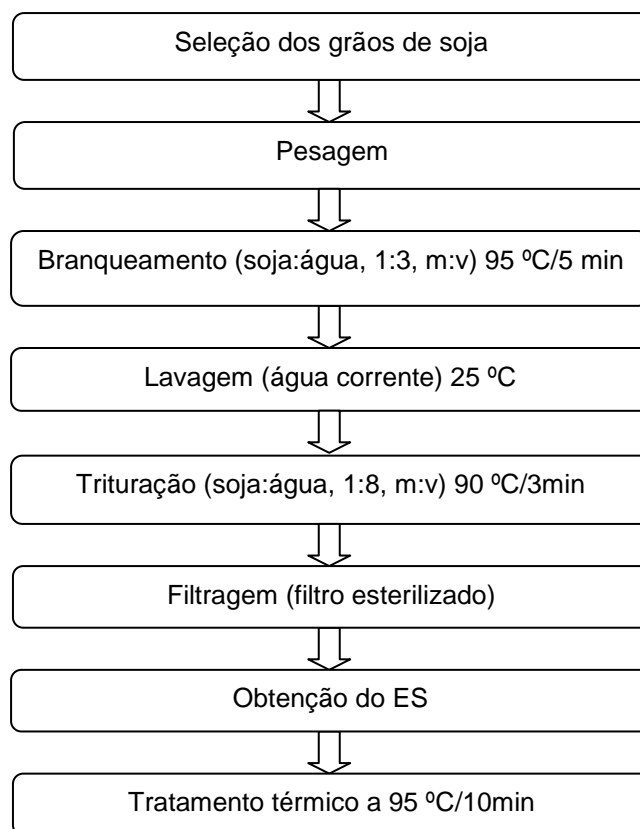 Seleção dos grãos de soja
Pesagem
Branqueamento (soja:água, 1:3, m:v) 95 ºC/5 min
Lavagem (água corrente) 25 ºC
Trituração (soja:água, 1:8, m:v) 90 ºC/3min
Filtragem (filtro esterilizado)
Obtenção do ES
Tratamento térmico a 95 ºC/10min